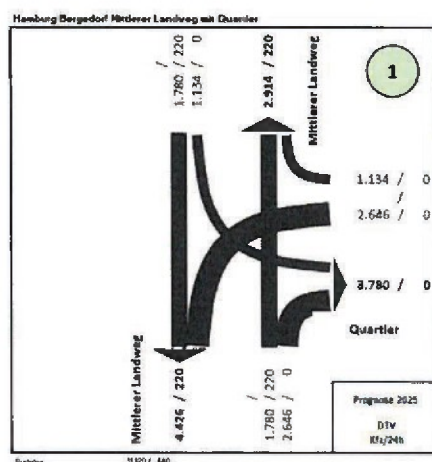 Hamburg Bergedorf Mittlerer Landweg mit Quartier
1
/
1.780 / 220
1.134 / 0
2.914 / 220
Mittlerer Landweg
1.134 / 0
/
2.646 / 0
3.780 / 0
Quartier
Mittlerer Landweg
4.426 / 220
/
1.780 / 220
2.646 / 0
Prognose 2025
DTV
Kfz/24h